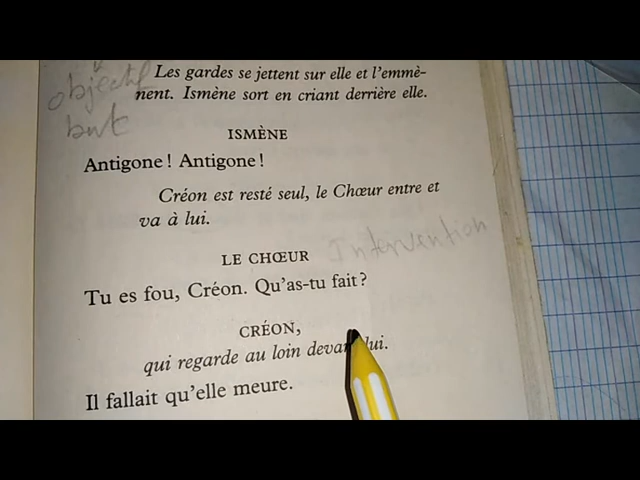 objectif
but
Les gardes se jettent sur elle et l'emmè-
nent. Ismène sort en criant derrière elle.
ISMÈNE
Antigone ! Antigone !
Créon est resté seul, le Chœur entre et
va à lui.
Intervention
LE CHŒUR
Tu es fou, Créon. Qu'as-tu fait ?
CRÉON,
qui regarde au loin devant lui.
Il fallait qu'elle meure.